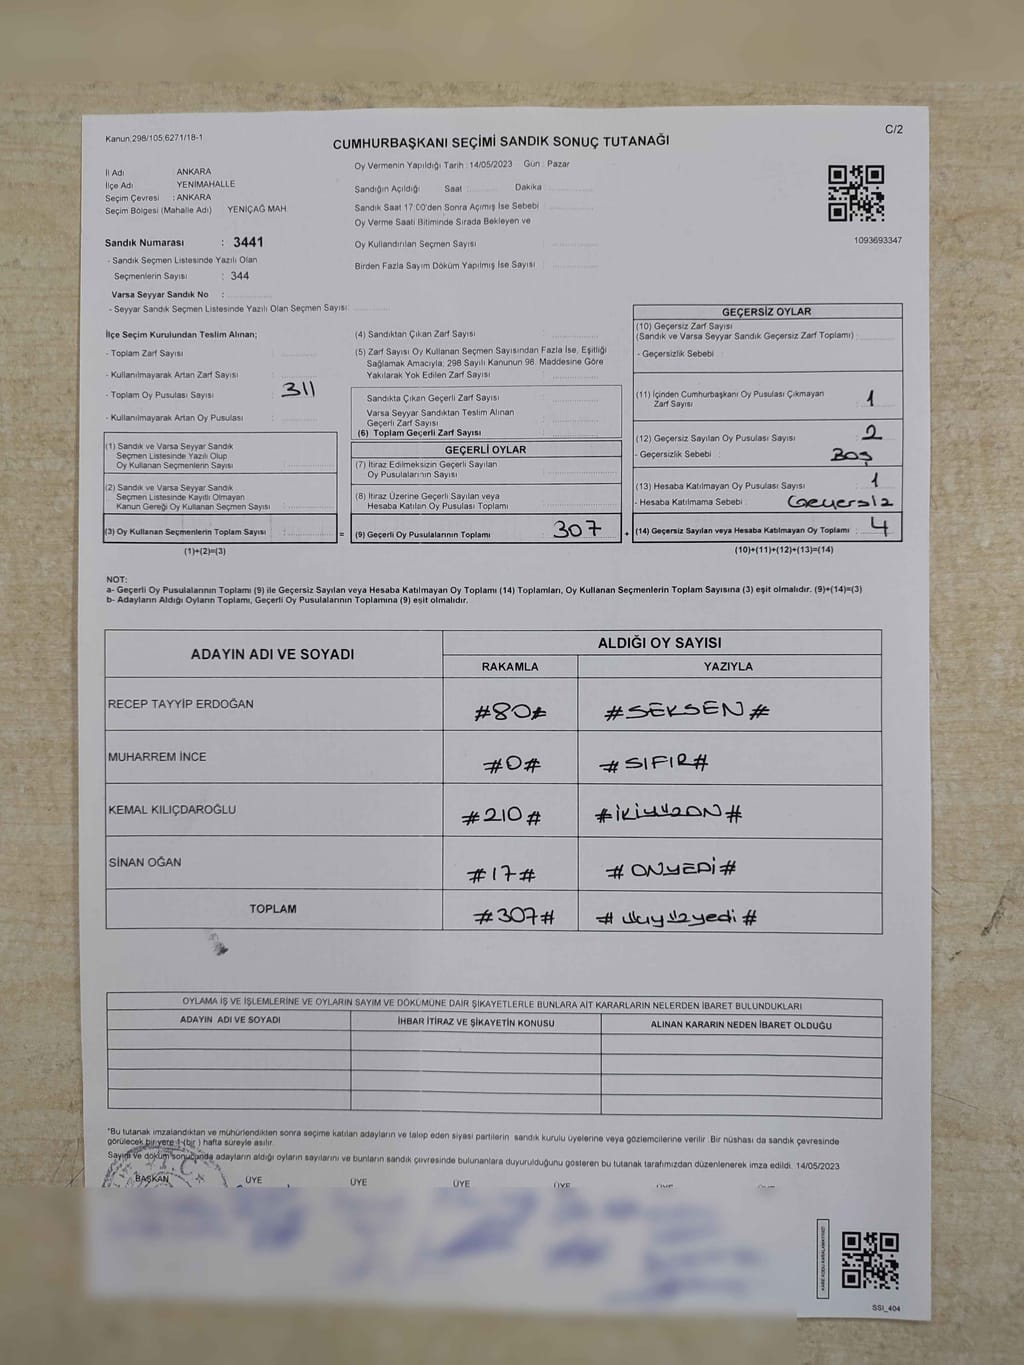 Kanun:298/105;6271/18-1
C/2
CUMHURBAŞKANI SEÇİMİ SANDIK SONUÇ TUTANAĞI
Oy Vermenin Yapıldığı Tarih : 14/05/2023 Gün : Pazar
İl Adı : ANKARA
İlçe Adı : YENİMAHALLE
Seçim Çevresi : ANKARA
Seçim Bölgesi (Mahalle Adı) YENİÇAĞ MAH.
Sandığın Açıldığı Saat : Dakika :
Sandık Saat 17:00'den Sonra Açımış İse Sebebi :
Oy Verme Saati Bitiminde Sırada Bekleyen ve
Oy Kullandırılan Seçmen Sayısı :
Birden Fazla Sayım Döküm Yapılmış İse Sayısı :
1093693347
Sandık Numarası : 3441
- Sandık Seçmen Listesinde Yazılı Olan
Seçmenlerin Sayısı : 344
Varsa Seyyar Sandık No :
- Seyyar Sandık Seçmen Listesinde Yazılı Olan Seçmen Sayısı:
İlçe Seçim Kurulundan Teslim Alınan;
- Toplam Zarf Sayısı :
- Kullanılmayarak Artan Zarf Sayısı :
- Toplam Oy Pusulası Sayısı : 311
- Kullanılmayarak Artan Oy Pusulası :
(1) Sandık ve Varsa Seyyar Sandık
Seçmen Listesinde Yazılı Olup
Oy Kullanan Seçmenlerin Sayısı :
(2) Sandık ve Varsa Seyyar Sandık
Seçmen Listesinde Kayıtlı Olmayan
Kanun Gereği Oy Kullanan Seçmen Sayısı :
(3) Oy Kullanan Seçmenlerin Toplam Sayısı :
(1)+(2)=(3)
=
(4) Sandıktan Çıkan Zarf Sayısı :
(5) Zarf Sayısı Oy Kullanan Seçmen Sayısından Fazla İse, Eşitliği
Sağlamak Amacıyla; 298 Sayılı Kanunun 98. Maddesine Göre
Yakılarak Yok Edilen Zarf Sayısı :
Sandıkta Çıkan Geçerli Zarf Sayısı :
Varsa Seyyar Sandıktan Teslim Alınan
Geçerli Zarf Sayısı :
(6) Toplam Geçerli Zarf Sayısı :
GEÇERLİ OYLAR
(7) İtiraz Edilmeksizin Geçerli Sayılan
Oy Pusulalarının Sayısı :
(8) İtiraz Üzerine Geçerli Sayılan veya
Hesaba Katılan Oy Pusulası Toplamı :
(9) Geçerli Oy Pusulalarının Toplamı : 307
+
GEÇERSİZ OYLAR
(10) Geçersiz Zarf Sayısı
(Sandık ve Varsa Seyyar Sandık Geçersiz Zarf Toplamı) :
- Geçersizlik Sebebi :
(11) İçinden Cumhurbaşkanı Oy Pusulası Çıkmayan
Zarf Sayısı : 1
(12) Geçersiz Sayılan Oy Pusulası Sayısı : 2
- Geçersizlik Sebebi : BOŞ
(13) Hesaba Katılmayan Oy Pusulası Sayısı : 1
- Hesaba Katılmama Sebebi : Geçersiz
(14) Geçersiz Sayılan veya Hesaba Katılmayan Oy Toplamı : 4
(10)+(11)+(12)+(13)=(14)
NOT:
a- Geçerli Oy Pusulalarının Toplamı (9) ile Geçersiz Sayılan veya Hesaba Katılmayan Oy Toplamı (14) Toplamları, Oy Kullanan Seçmenlerin Toplam Sayısına (3) eşit olmalıdır. (9)+(14)=(3)
b- Adayların Aldığı Oyların Toplamı, Geçerli Oy Pusulalarının Toplamına (9) eşit olmalıdır.
ADAYIN ADI VE SOYADI
ALDIĞI OY SAYISI
RAKAMLA YAZIYLA
RECEP TAYYİP ERDOĞAN #80# #SEKSEN#
MUHARREM İNCE #0# #SIFIR#
KEMAL KILIÇDAROĞLU #210# #İKİYÜZON#
SİNAN OĞAN #17# #ONYEDİ#
TOPLAM #307# #üçyüzyedi#
OYLAMA İŞ VE İŞLEMLERİNE VE OYLARIN SAYIM VE DÖKÜMÜNE DAİR ŞİKAYETLERLE BUNLARA AİT KARARLARIN NELERDEN İBARET BULUNDUKLARI
ADAYIN ADI VE SOYADI İHBAR İTİRAZ VE ŞİKAYETİN KONUSU ALINAN KARARIN NEDEN İBARET OLDUĞU
*Bu tutanak imzalandıktan ve mühürlendikten sonra seçime katılan adayların ve talep eden siyasi partilerin sandık kurulu üyelerine veya gözlemcilerine verilir. Bir nüshası da sandık çevresinde
görülecek bir yere 1 (bir) hafta süreyle asılır.
Sayım ve döküm sonucunda adayların aldığı oyların sayılarını ve bunların sandık çevresinde bulunanlara duyurulduğunu gösteren bu tutanak tarafımızdan düzenlenerek imza edildi. 14/05/2023
BAŞKAN ÜYE ÜYE ÜYE ÜYE
SSİ_404